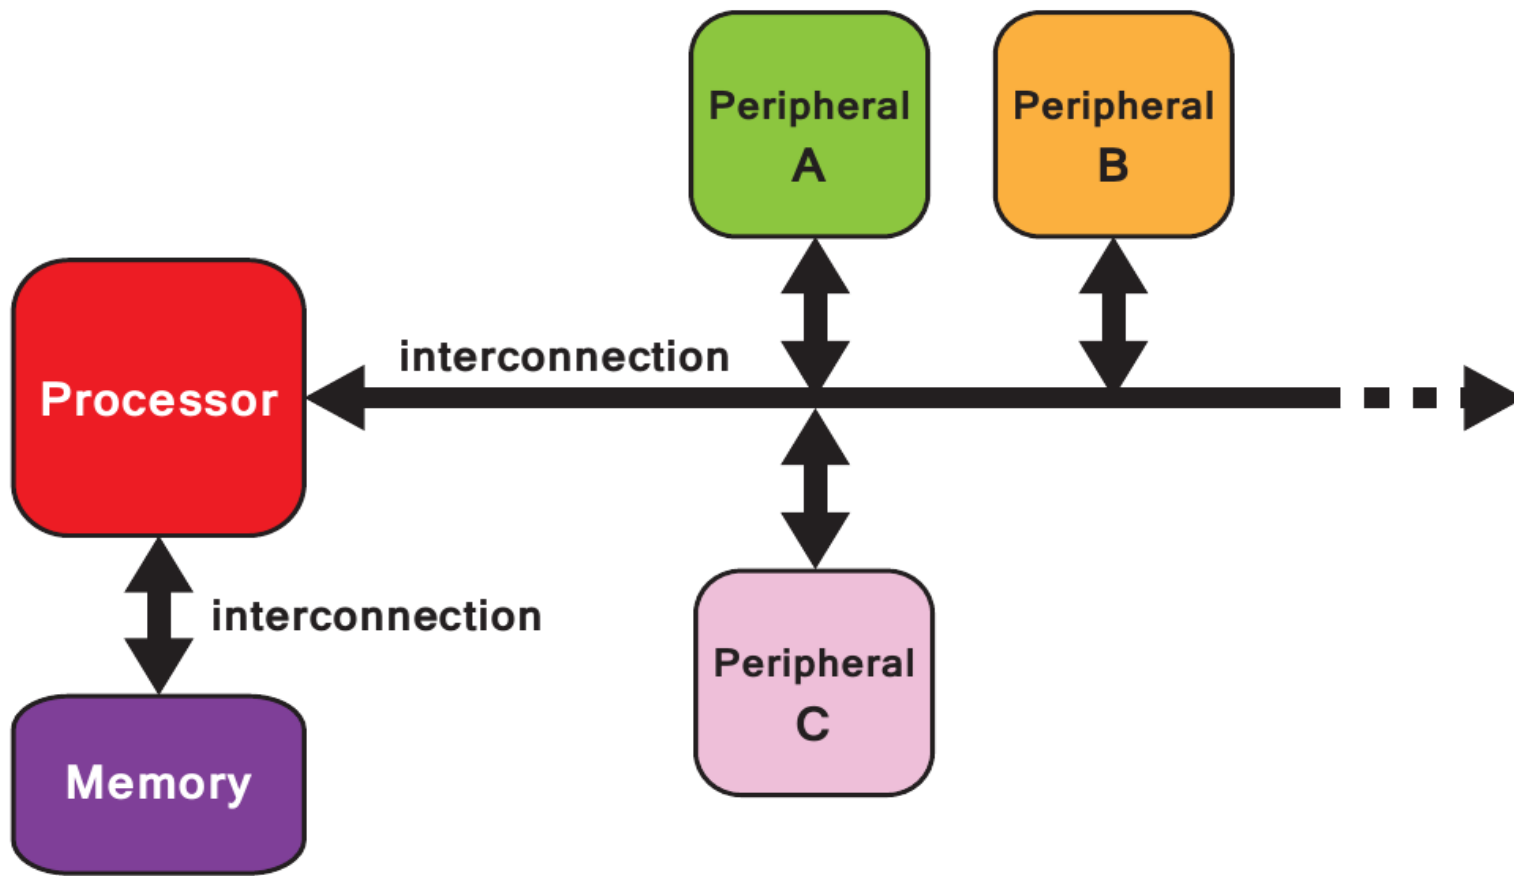 Peripheral
A
Peripheral
B
interconnection
Processor
interconnection
Peripheral
C
Memory